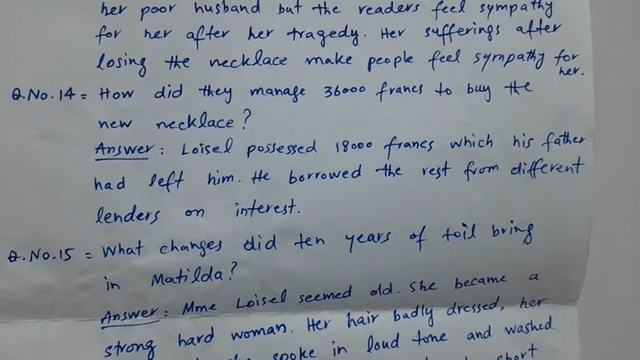 her poor husband but the readers feel sympathy
for her after her tragedy. Her sufferings after
losing the necklace make people feel sympathy for
her.
Q.No.14 = How did they manage 36000 francs to buy the
new necklace?
Answer : Loisel possessed 18000 francs which his father
had left him. He borrowed the rest from different
lenders on interest.
Q.No.15 = What changes did ten years of toil bring
in Matilda?
Answer : Mme Loisel seemed old. She became a
strong hard woman. Her hair badly dressed, her
spoke in loud tone and washed
short